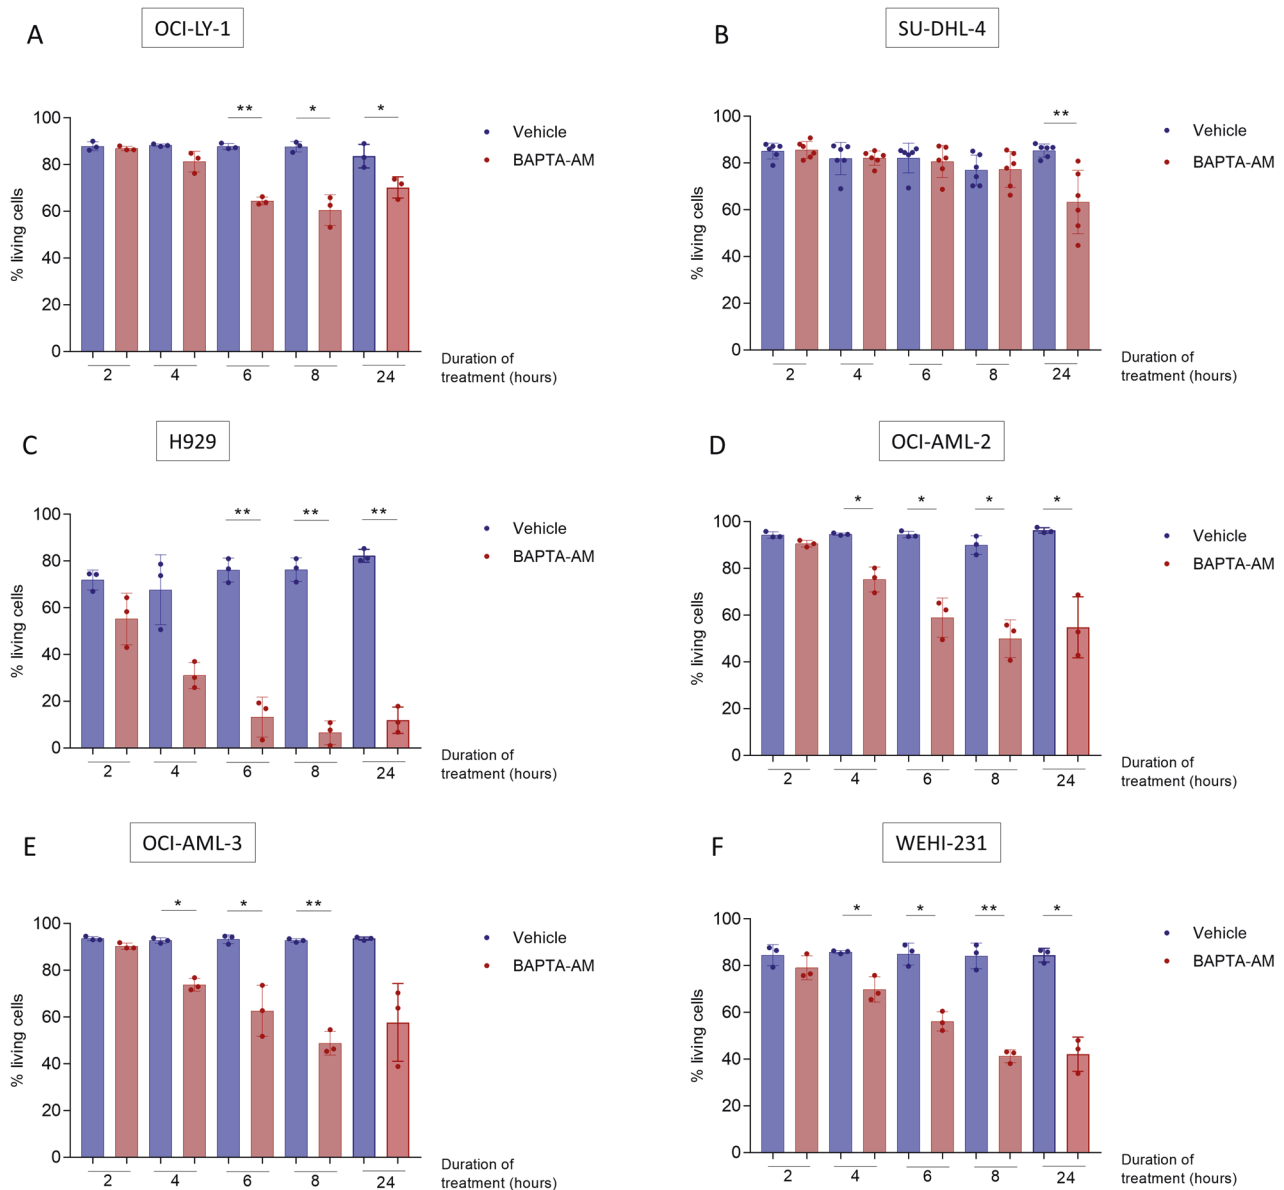 A
OCI-LY-1
** * *
100
80
60
40
20
0
% living cells
Vehicle
BAPTA-AM
2 4 6 8 24
Duration of
treatment (hours)
B
SU-DHL-4
**
100
80
60
40
20
0
% living cells
Vehicle
BAPTA-AM
2 4 6 8 24
Duration of
treatment (hours)
C
H929
** ** **
100
80
60
40
20
0
% living cells
Vehicle
BAPTA-AM
2 4 6 8 24
Duration of
treatment (hours)
D
OCI-AML-2
* * * *
100
80
60
40
20
0
% living cells
Vehicle
BAPTA-AM
2 4 6 8 24
Duration of
treatment (hours)
E
OCI-AML-3
* * **
100
80
60
40
20
0
% living cells
Vehicle
BAPTA-AM
2 4 6 8 24
Duration of
treatment (hours)
F
WEHI-231
* * ** *
100
80
60
40
20
0
% living cells
Vehicle
BAPTA-AM
2 4 6 8 24
Duration of
treatment (hours)